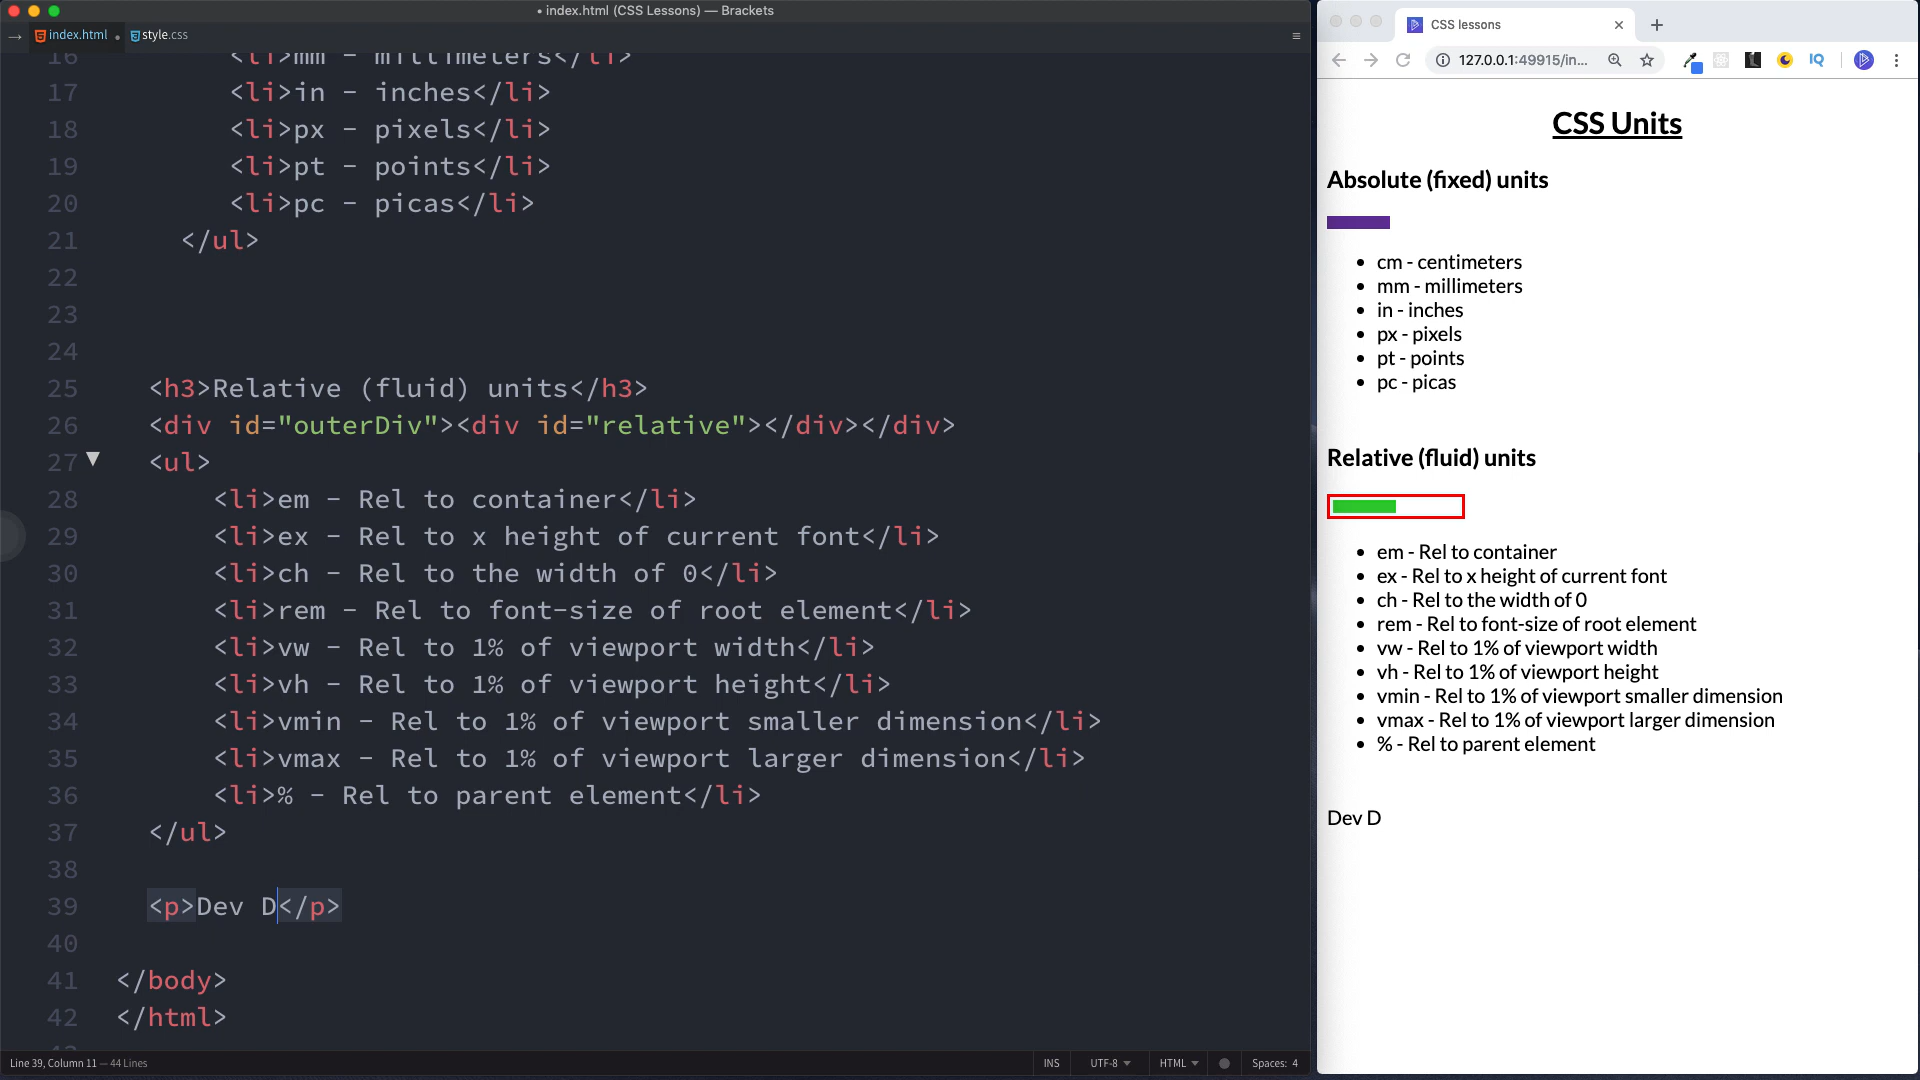 • index.html (CSS Lessons) — Brackets
→ index.html • style.css
16 <li>mm - millimeters</li>
17 <li>in - inches</li>
18 <li>px - pixels</li>
19 <li>pt - points</li>
20 <li>pc - picas</li>
21 </ul>
22
23
24
25 <h3>Relative (fluid) units</h3>
26 <div id="outerDiv"><div id="relative"></div></div>
27 <ul>
28 <li>em - Rel to container</li>
29 <li>ex - Rel to x height of current font</li>
30 <li>ch - Rel to the width of 0</li>
31 <li>rem - Rel to font-size of root element</li>
32 <li>vw - Rel to 1% of viewport width</li>
33 <li>vh - Rel to 1% of viewport height</li>
34 <li>vmin - Rel to 1% of viewport smaller dimension</li>
35 <li>vmax - Rel to 1% of viewport larger dimension</li>
36 <li>% - Rel to parent element</li>
37 </ul>
38
39 <p>Dev D</p>
40
41 </body>
42 </html>
Line 39, Column 11 — 44 Lines
INS UTF-8 HTML Spaces: 4
CSS lessons
127.0.0.1:49915/in...
IQ
CSS Units
Absolute (fixed) units
• cm - centimeters
• mm - millimeters
• in - inches
• px - pixels
• pt - points
• pc - picas
Relative (fluid) units
• em - Rel to container
• ex - Rel to x height of current font
• ch - Rel to the width of 0
• rem - Rel to font-size of root element
• vw - Rel to 1% of viewport width
• vh - Rel to 1% of viewport height
• vmin - Rel to 1% of viewport smaller dimension
• vmax - Rel to 1% of viewport larger dimension
• % - Rel to parent element
Dev D